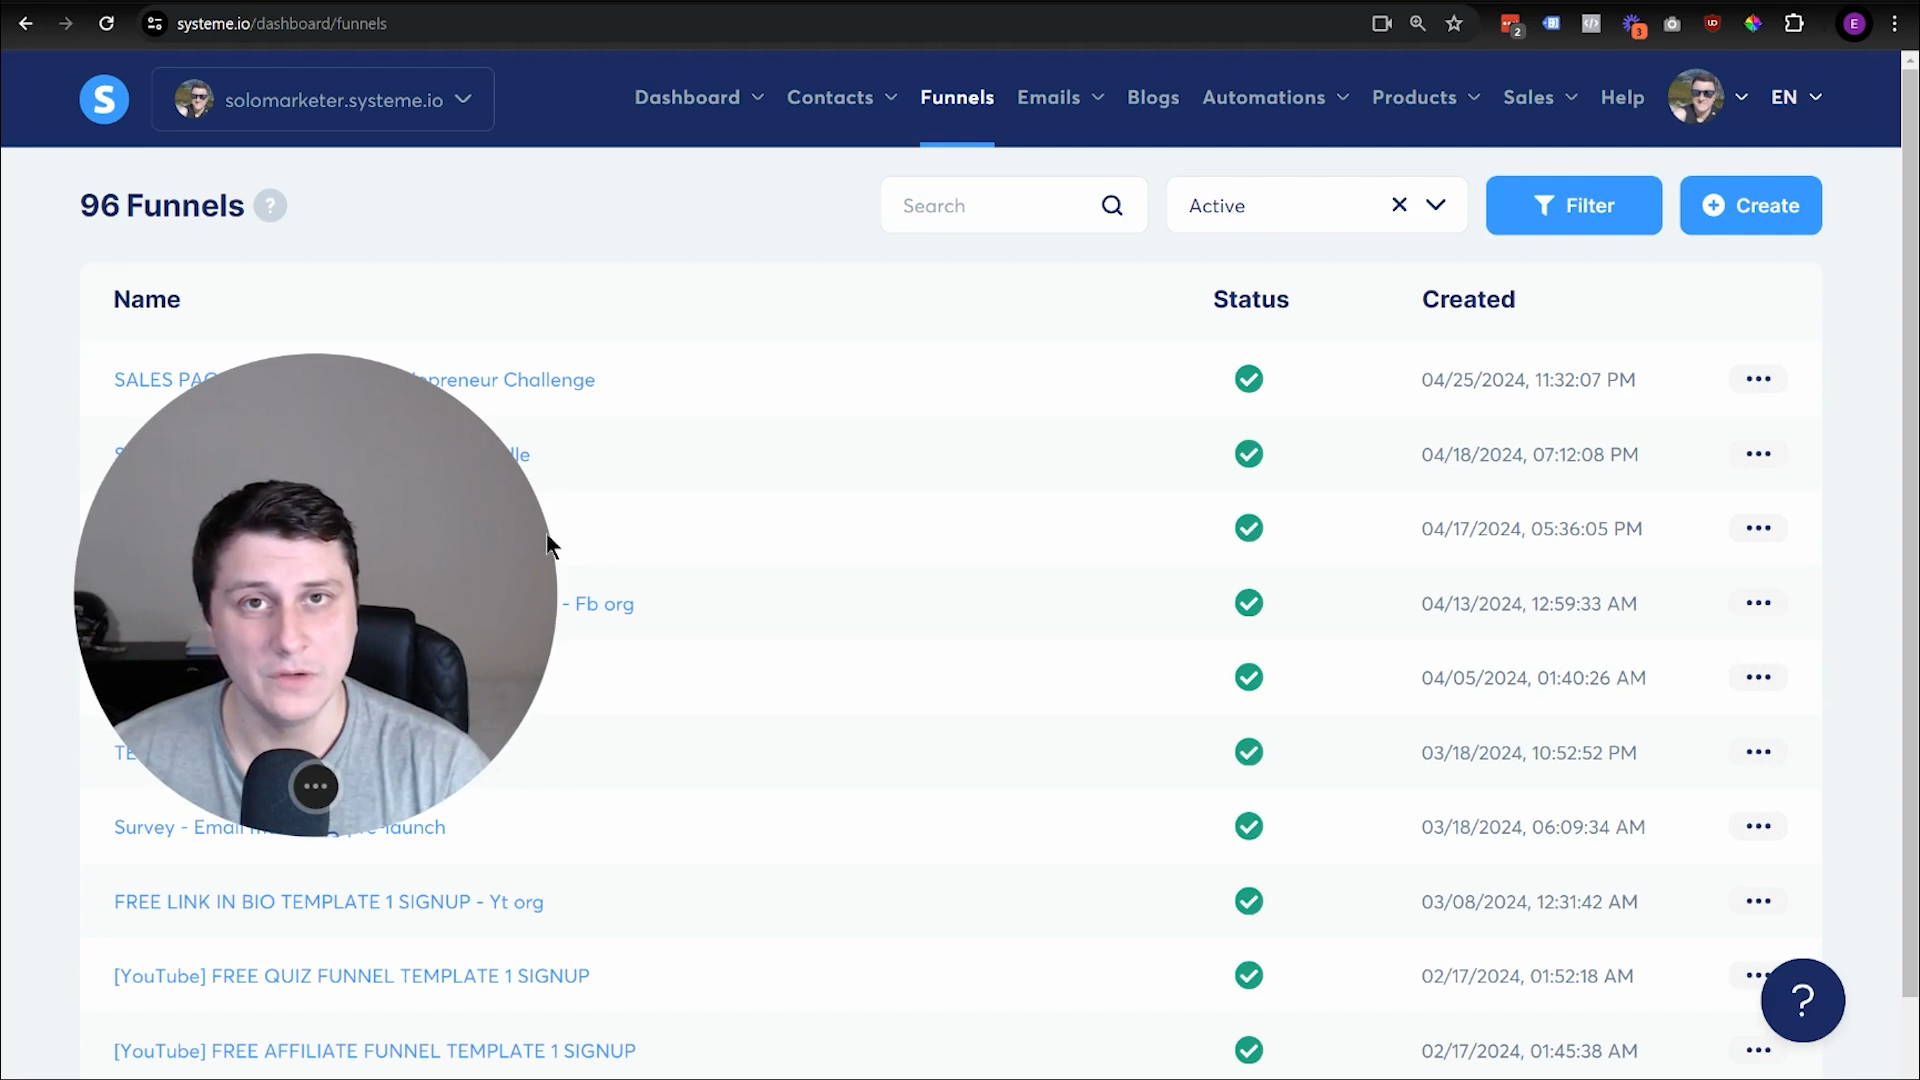 systeme.io/dashboard/funnels
2
3
E
S
solomarketer.systeme.io
Dashboard
Contacts
Funnels
Emails
Blogs
Automations
Products
Sales
Help
EN
96 Funnels ?
Search
Active
Filter
Create
Name
Status
Created
SALES preneur Challenge
04/25/2024, 11:32:07 PM
04/18/2024, 07:12:08 PM
04/17/2024, 05:36:05 PM
- Fb org
04/13/2024, 12:59:33 AM
04/05/2024, 01:40:26 AM
03/18/2024, 10:52:52 PM
Survey - Email launch
03/18/2024, 06:09:34 AM
FREE LINK IN BIO TEMPLATE 1 SIGNUP - Yt org
03/08/2024, 12:31:42 AM
[YouTube] FREE QUIZ FUNNEL TEMPLATE 1 SIGNUP
02/17/2024, 01:52:18 AM
[YouTube] FREE AFFILIATE FUNNEL TEMPLATE 1 SIGNUP
02/17/2024, 01:45:38 AM
?